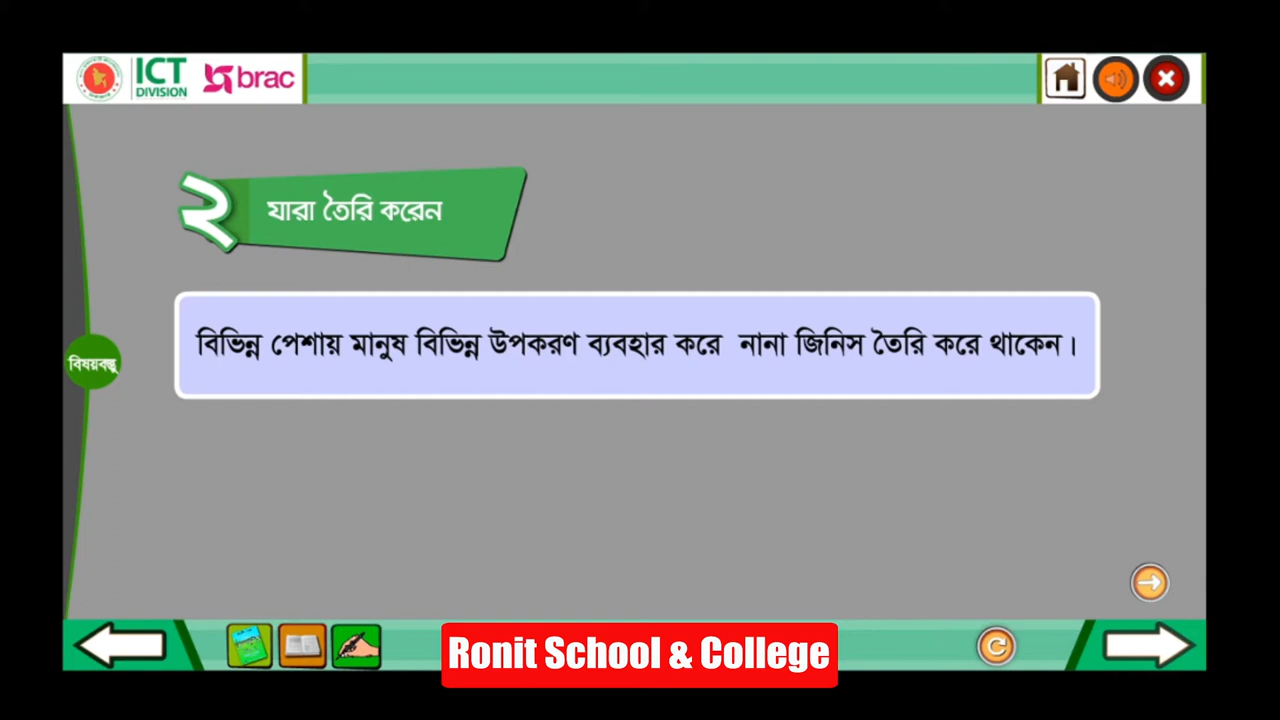 ICT
DIVISION
brac
২
যারা তৈরি করেন
বিভিন্ন পেশায় মানুষ বিভিন্ন উপকরণ ব্যবহার করে নানা জিনিস তৈরি করে থাকেন।
বিষয়বস্তু
Ronit School & College